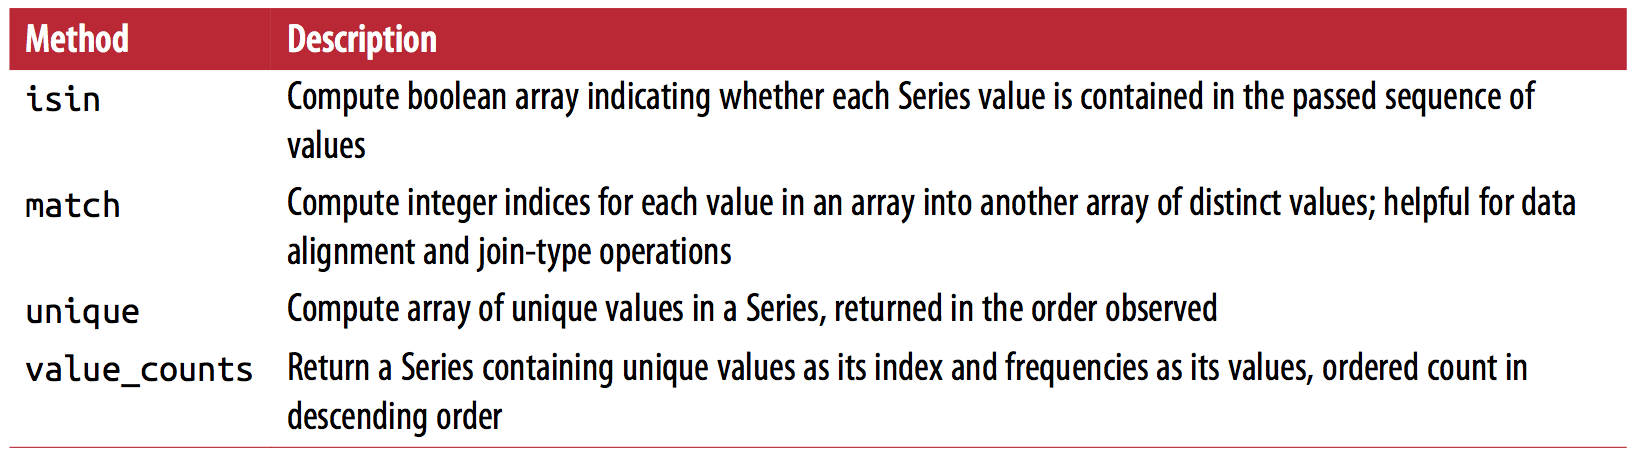 Method Description
isin Compute boolean array indicating whether each Series value is contained in the passed sequence of
values
match Compute integer indices for each value in an array into another array of distinct values; helpful for data
alignment and join-type operations
unique Compute array of unique values in a Series, returned in the order observed
value_counts Return a Series containing unique values as its index and frequencies as its values, ordered count in
descending order